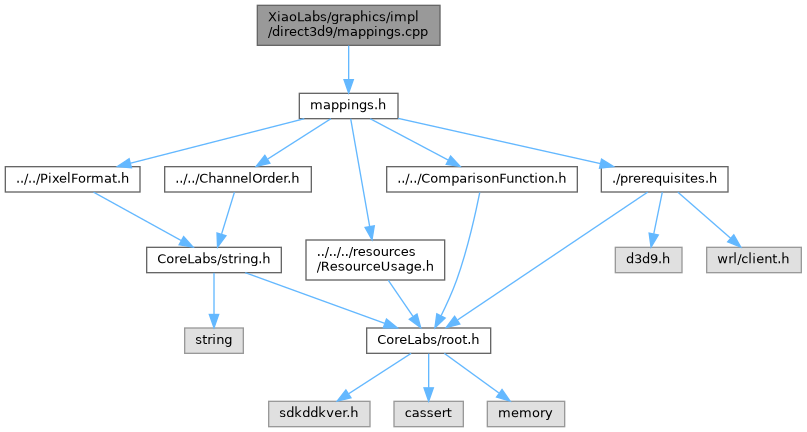 XiaoLabs/graphics/impl
/direct3d9/mappings.cpp
mappings.h
../../PixelFormat.h
../../ChannelOrder.h
../../ComparisonFunction.h
./prerequisites.h
CoreLabs/string.h
../../../resources
/ResourceUsage.h
d3d9.h
wrl/client.h
string
CoreLabs/root.h
sdkddkver.h
cassert
memory